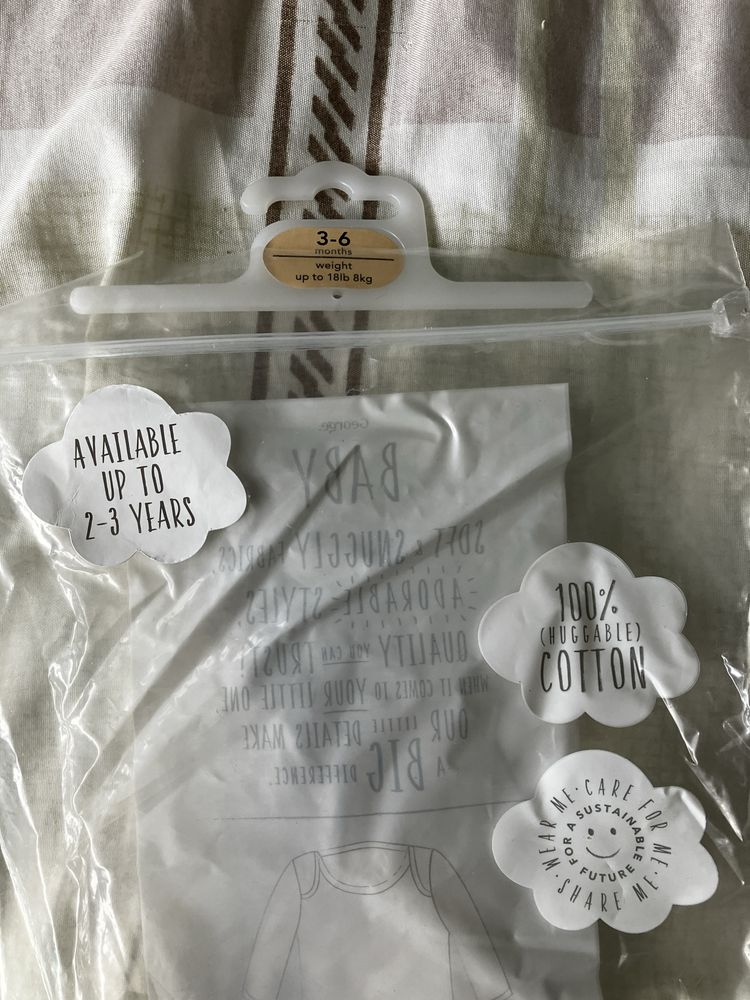 3-6
months
weight
up to 18lb 8kg
AVAILABLE
UP TO
2-3 YEARS
George.
BABY
SOFT & SNUGGLY FABRICS,
ADORABLE STYLES,
QUALITY YOU CAN TRUST!
WHEN IT COMES TO YOUR LITTLE ONE,
OUR LITTLE DETAILS MAKE
A BIG DIFFERENCE.
100%
(HUGGABLE)
COTTON
WEAR ME · CARE FOR ME · SHARE ME ·
FOR A SUSTAINABLE
FUTURE